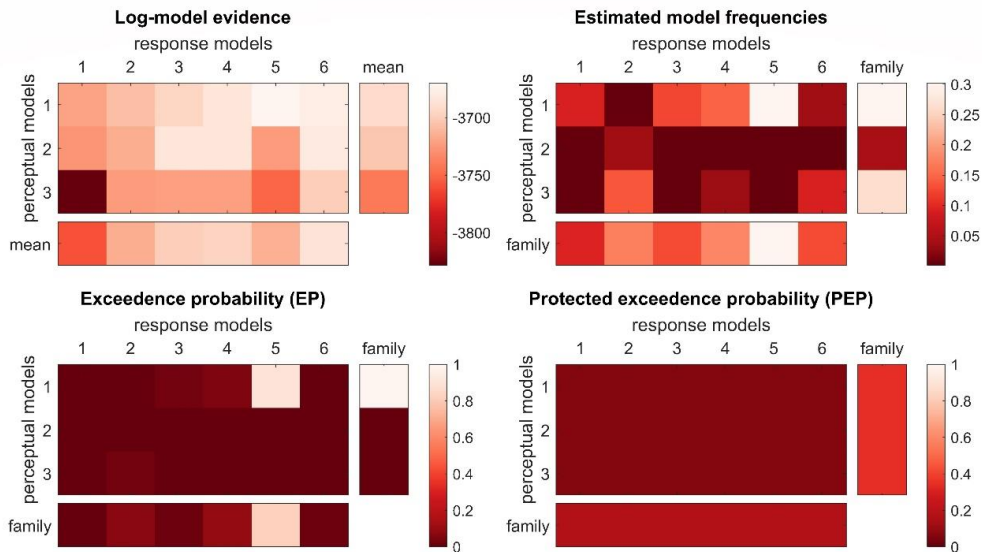 Log-model evidence
response models
1 2 3 4 5 6 mean
perceptual models
1
2
3
mean
-3700
-3750
-3800
Estimated model frequencies
response models
1 2 3 4 5 6 family
perceptual models
1
2
3
family
0.3
0.25
0.2
0.15
0.1
0.05
Exceedence probability (EP)
response models
1 2 3 4 5 6 family
perceptual models
1
2
3
family
1
0.8
0.6
0.4
0.2
0
Protected exceedence probability (PEP)
response models
1 2 3 4 5 6 family
perceptual models
1
2
3
family
1
0.8
0.6
0.4
0.2
0